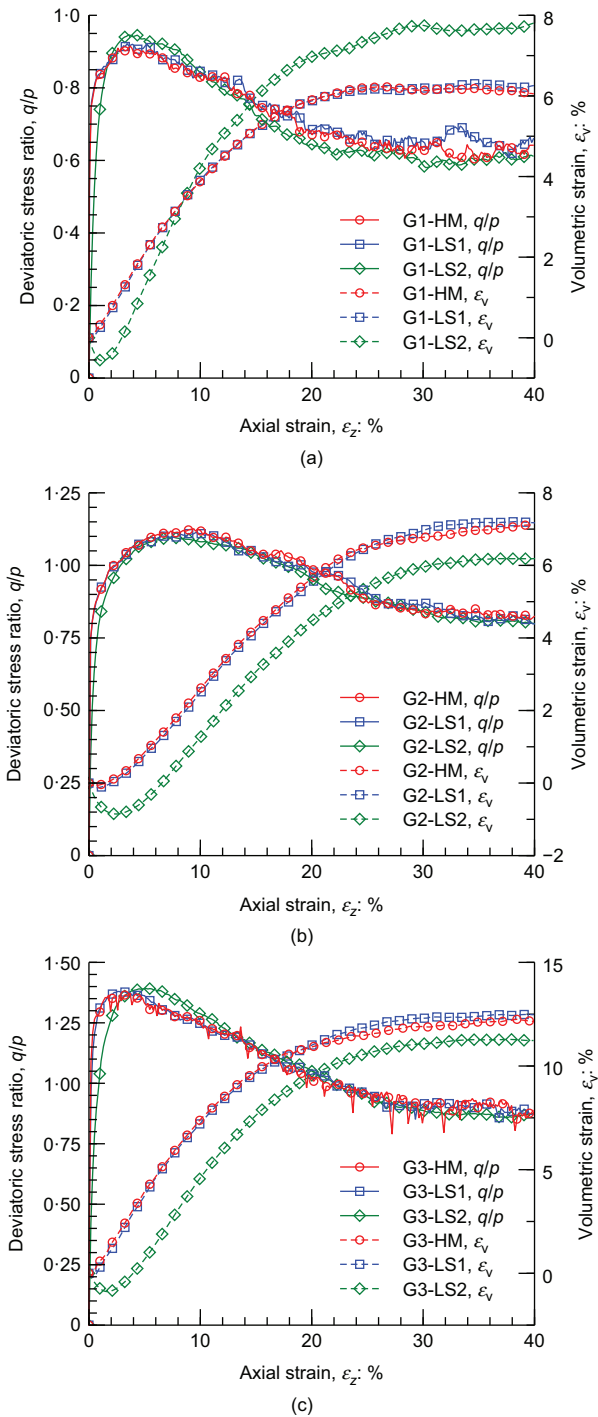 1·0
0·8
0·6
0·4
0·2
0
Deviatoric stress ratio, q/p
8
6
4
2
0
Volumetric strain, εv: %
G1-HM, q/p
G1-LS1, q/p
G1-LS2, q/p
G1-HM, εv
G1-LS1, εv
G1-LS2, εv
0 10 20 30 40
Axial strain, εz: %
(a)
1·25
1·00
0·75
0·50
0·25
0
Deviatoric stress ratio, q/p
8
6
4
2
0
−2
Volumetric strain, εv: %
G2-HM, q/p
G2-LS1, q/p
G2-LS2, q/p
G2-HM, εv
G2-LS1, εv
G2-LS2, εv
0 10 20 30 40
Axial strain, εz: %
(b)
1·50
1·25
1·00
0·75
0·50
0·25
0
Deviatoric stress ratio, q/p
15
10
5
0
Volumetric strain, εv: %
G3-HM, q/p
G3-LS1, q/p
G3-LS2, q/p
G3-HM, εv
G3-LS1, εv
G3-LS2, εv
0 10 20 30 40
Axial strain, εz: %
(c)